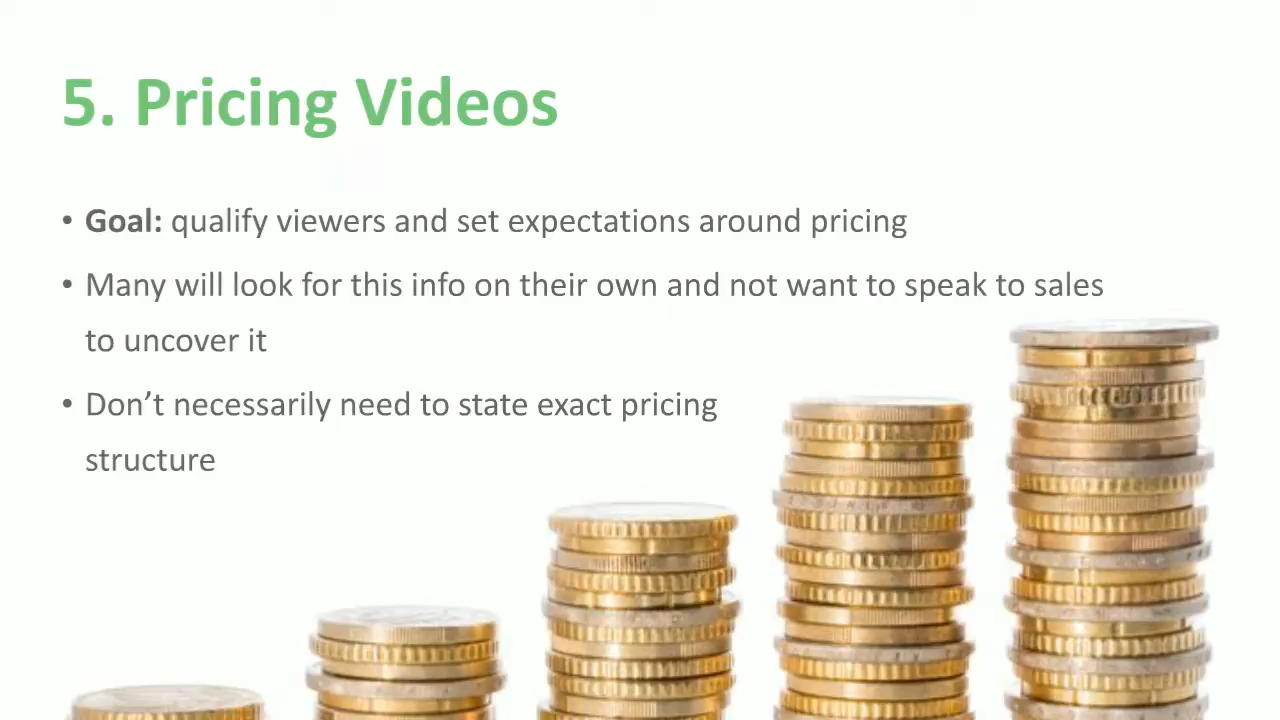 5. Pricing Videos
• Goal: qualify viewers and set expectations around pricing
• Many will look for this info on their own and not want to speak to sales
to uncover it
• Don’t necessarily need to state exact pricing
structure